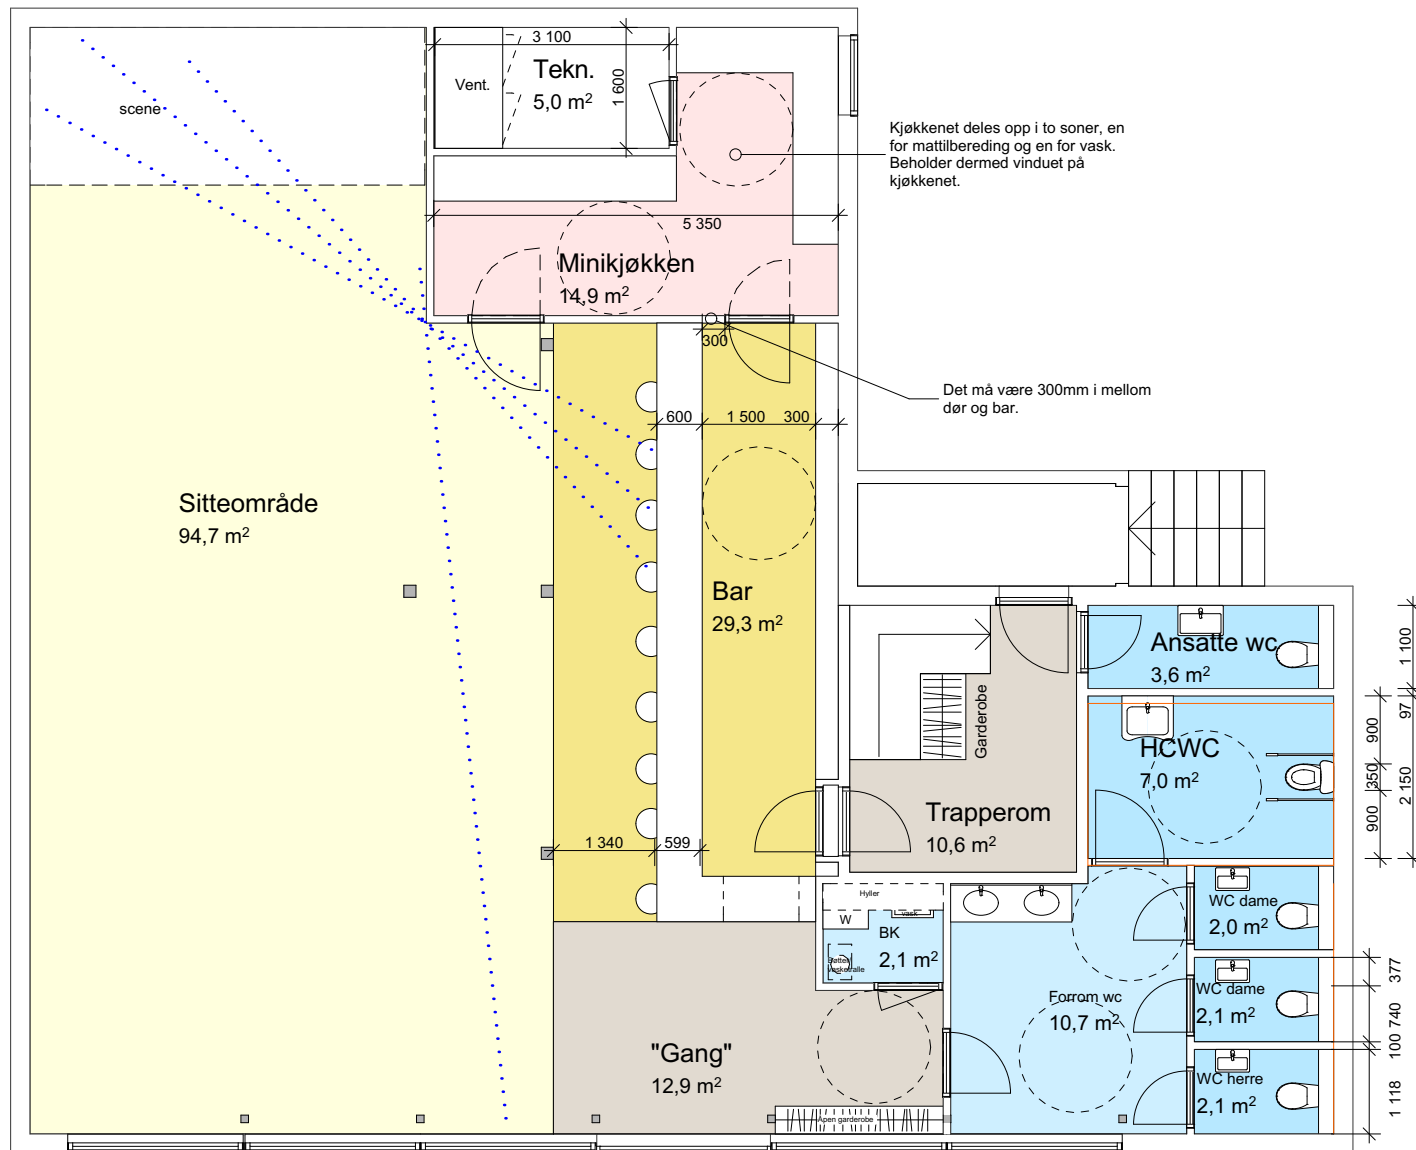 3 100
Tekn.
5,0 m²
Vent.
1 600
scene
Kjøkkenet deles opp i to soner, en
for mattilbereding og en for vask.
Beholder dermed vinduet på
kjøkkenet.
5 350
Minikjøkken
14,9 m²
300
Det må være 300mm i mellom
dør og bar.
600
1 500
300
Sitteområde
94,7 m²
Bar
29,3 m²
Garderobe
Ansatte wc
3,6 m²
1 100
97
HCWC
7,0 m²
900
350
900
2 150
Trapperom
10,6 m²
1 340
599
Hyller
W
vask
BK
2,1 m²
Bøtter/
vasketralle
WC dame
2,0 m²
WC dame
2,1 m²
WC herre
2,1 m²
Forrom wc
10,7 m²
377
740
100
1 118
"Gang"
12,9 m²
Åpen garderobe